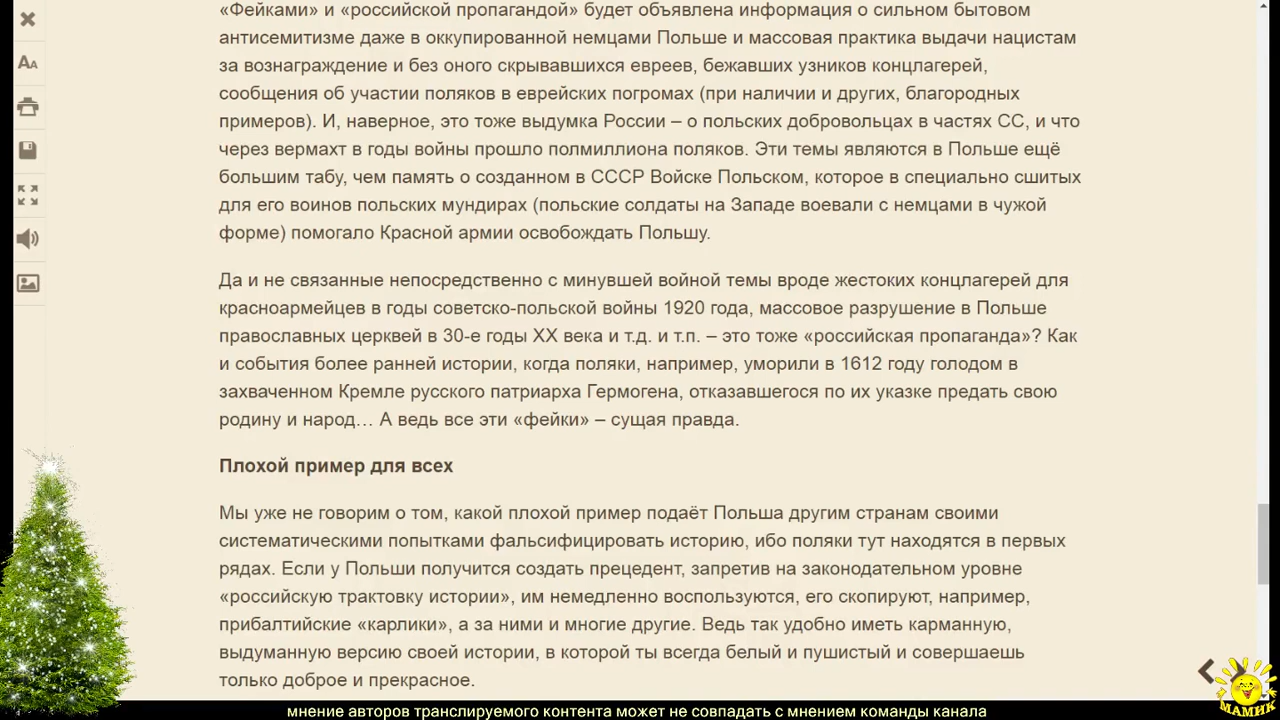 «Фейками» и «российской пропагандой» будет объявлена информация о сильном бытовом
антисемитизме даже в оккупированной немцами Польше и массовая практика выдачи нацистам
за вознаграждение и без оного скрывавшихся евреев, бежавших узников концлагерей,
сообщения об участии поляков в еврейских погромах (при наличии и других, благородных
примеров). И, наверное, это тоже выдумка России – о польских добровольцах в частях СС, и что
через вермахт в годы войны прошло полмиллиона поляков. Эти темы являются в Польше ещё
большим табу, чем память о созданном в СССР Войске Польском, которое в специально сшитых
для его воинов польских мундирах (польские солдаты на Западе воевали с немцами в чужой
форме) помогало Красной армии освобождать Польшу.
Да и не связанные непосредственно с минувшей войной темы вроде жестоких концлагерей для
красноармейцев в годы советско-польской войны 1920 года, массовое разрушение в Польше
православных церквей в 30-е годы XX века и т.д. и т.п. – это тоже «российская пропаганда»? Как
и события более ранней истории, когда поляки, например, уморили в 1612 году голодом в
захваченном Кремле русского патриарха Гермогена, отказавшегося по их указке предать свою
родину и народ… А ведь все эти «фейки» – сущая правда.
Плохой пример для всех
Мы уже не говорим о том, какой плохой пример подаёт Польша другим странам своими
систематическими попытками фальсифицировать историю, ибо поляки тут находятся в первых
рядах. Если у Польши получится создать прецедент, запретив на законодательном уровне
«российскую трактовку истории», им немедленно воспользуются, его скопируют, например,
прибалтийские «карлики», а за ними и многие другие. Ведь так удобно иметь карманную,
выдуманную версию своей истории, в которой ты всегда белый и пушистый и совершаешь
только доброе и прекрасное.
МАМИК
мнение авторов транслируемого контента может не совпадать с мнением команды канала